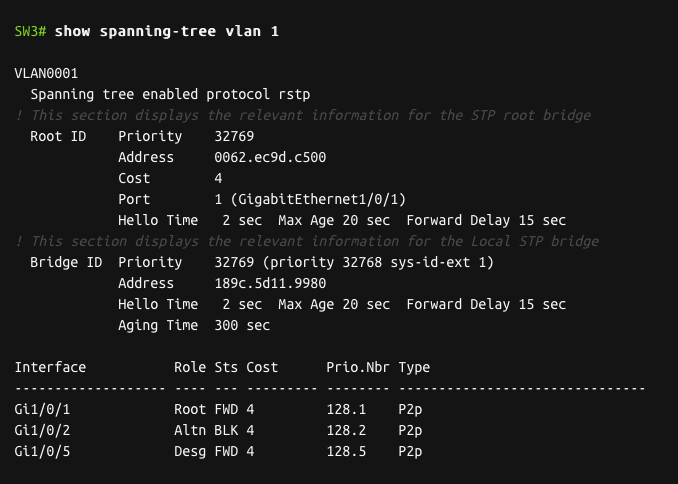 SW3# show spanning-tree vlan 1
VLAN0001
  Spanning tree enabled protocol rstp
! This section displays the relevant information for the STP root bridge
  Root ID    Priority    32769
             Address     0062.ec9d.c500
             Cost        4
             Port        1 (GigabitEthernet1/0/1)
             Hello Time   2 sec  Max Age 20 sec  Forward Delay 15 sec
! This section displays the relevant information for the Local STP bridge
  Bridge ID  Priority    32769 (priority 32768 sys-id-ext 1)
             Address     189c.5d11.9980
             Hello Time   2 sec  Max Age 20 sec  Forward Delay 15 sec
             Aging Time  300 sec
Interface           Role Sts Cost      Prio.Nbr Type
------------------- ---- --- --------- -------- -------------------------------
Gi1/0/1             Root FWD 4         128.1    P2p
Gi1/0/2             Altn BLK 4         128.2    P2p
Gi1/0/5             Desg FWD 4         128.5    P2p